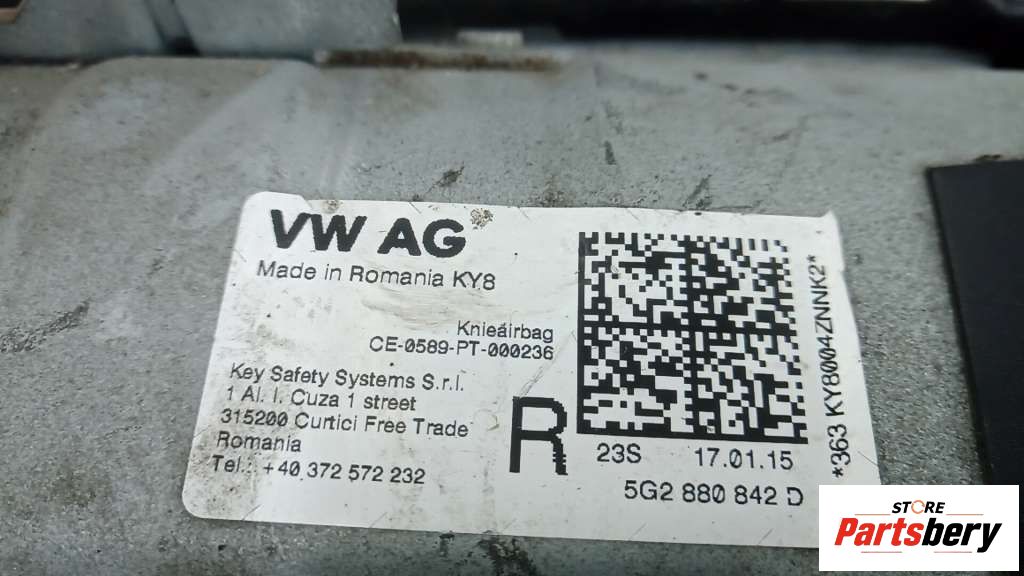 VW AG
Made in Romania KY8
Knieairbag
CE-0589-PT-000236
Key Safety Systems S.r.l.
1 Al. I. Cuza 1 street
315200 Curtici Free Trade
Romania
Tel.: +40 372 572 232
R
23S 17.01.15
5G2 880 842 D
*363 KY8004ZNNK2*
STORE
Partsbery